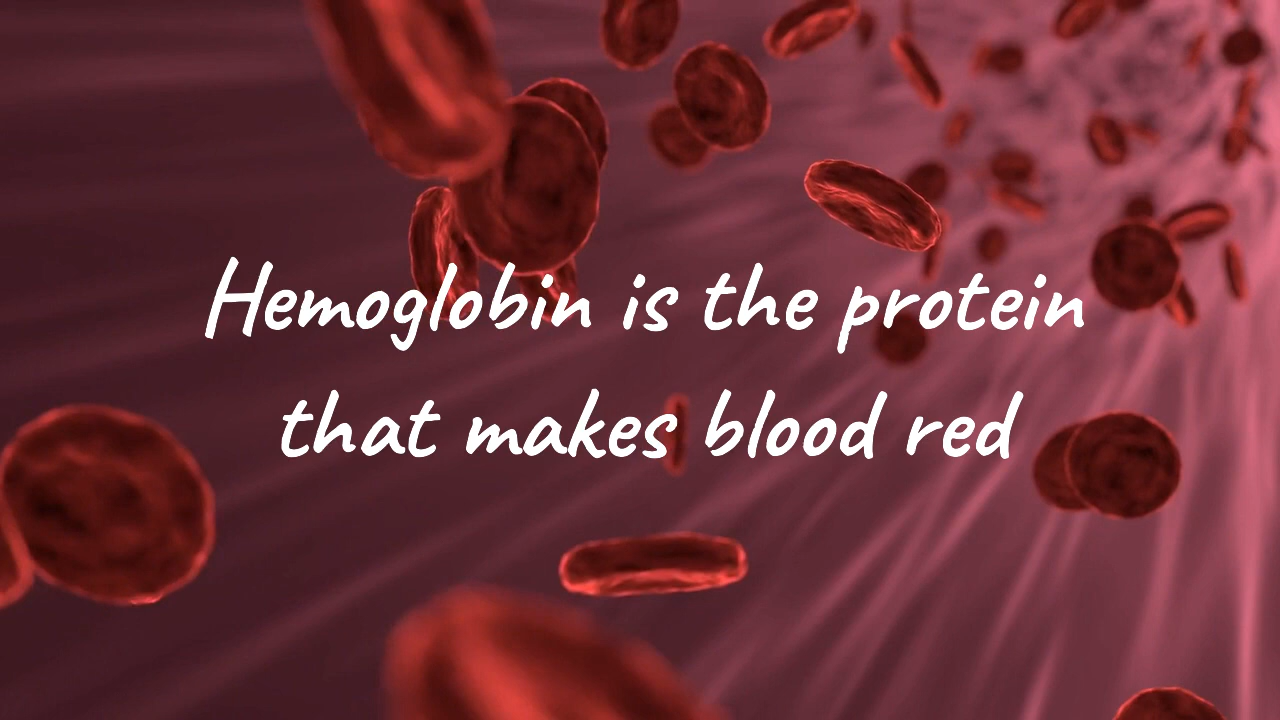 Hemoglobin is the protein
that makes blood red